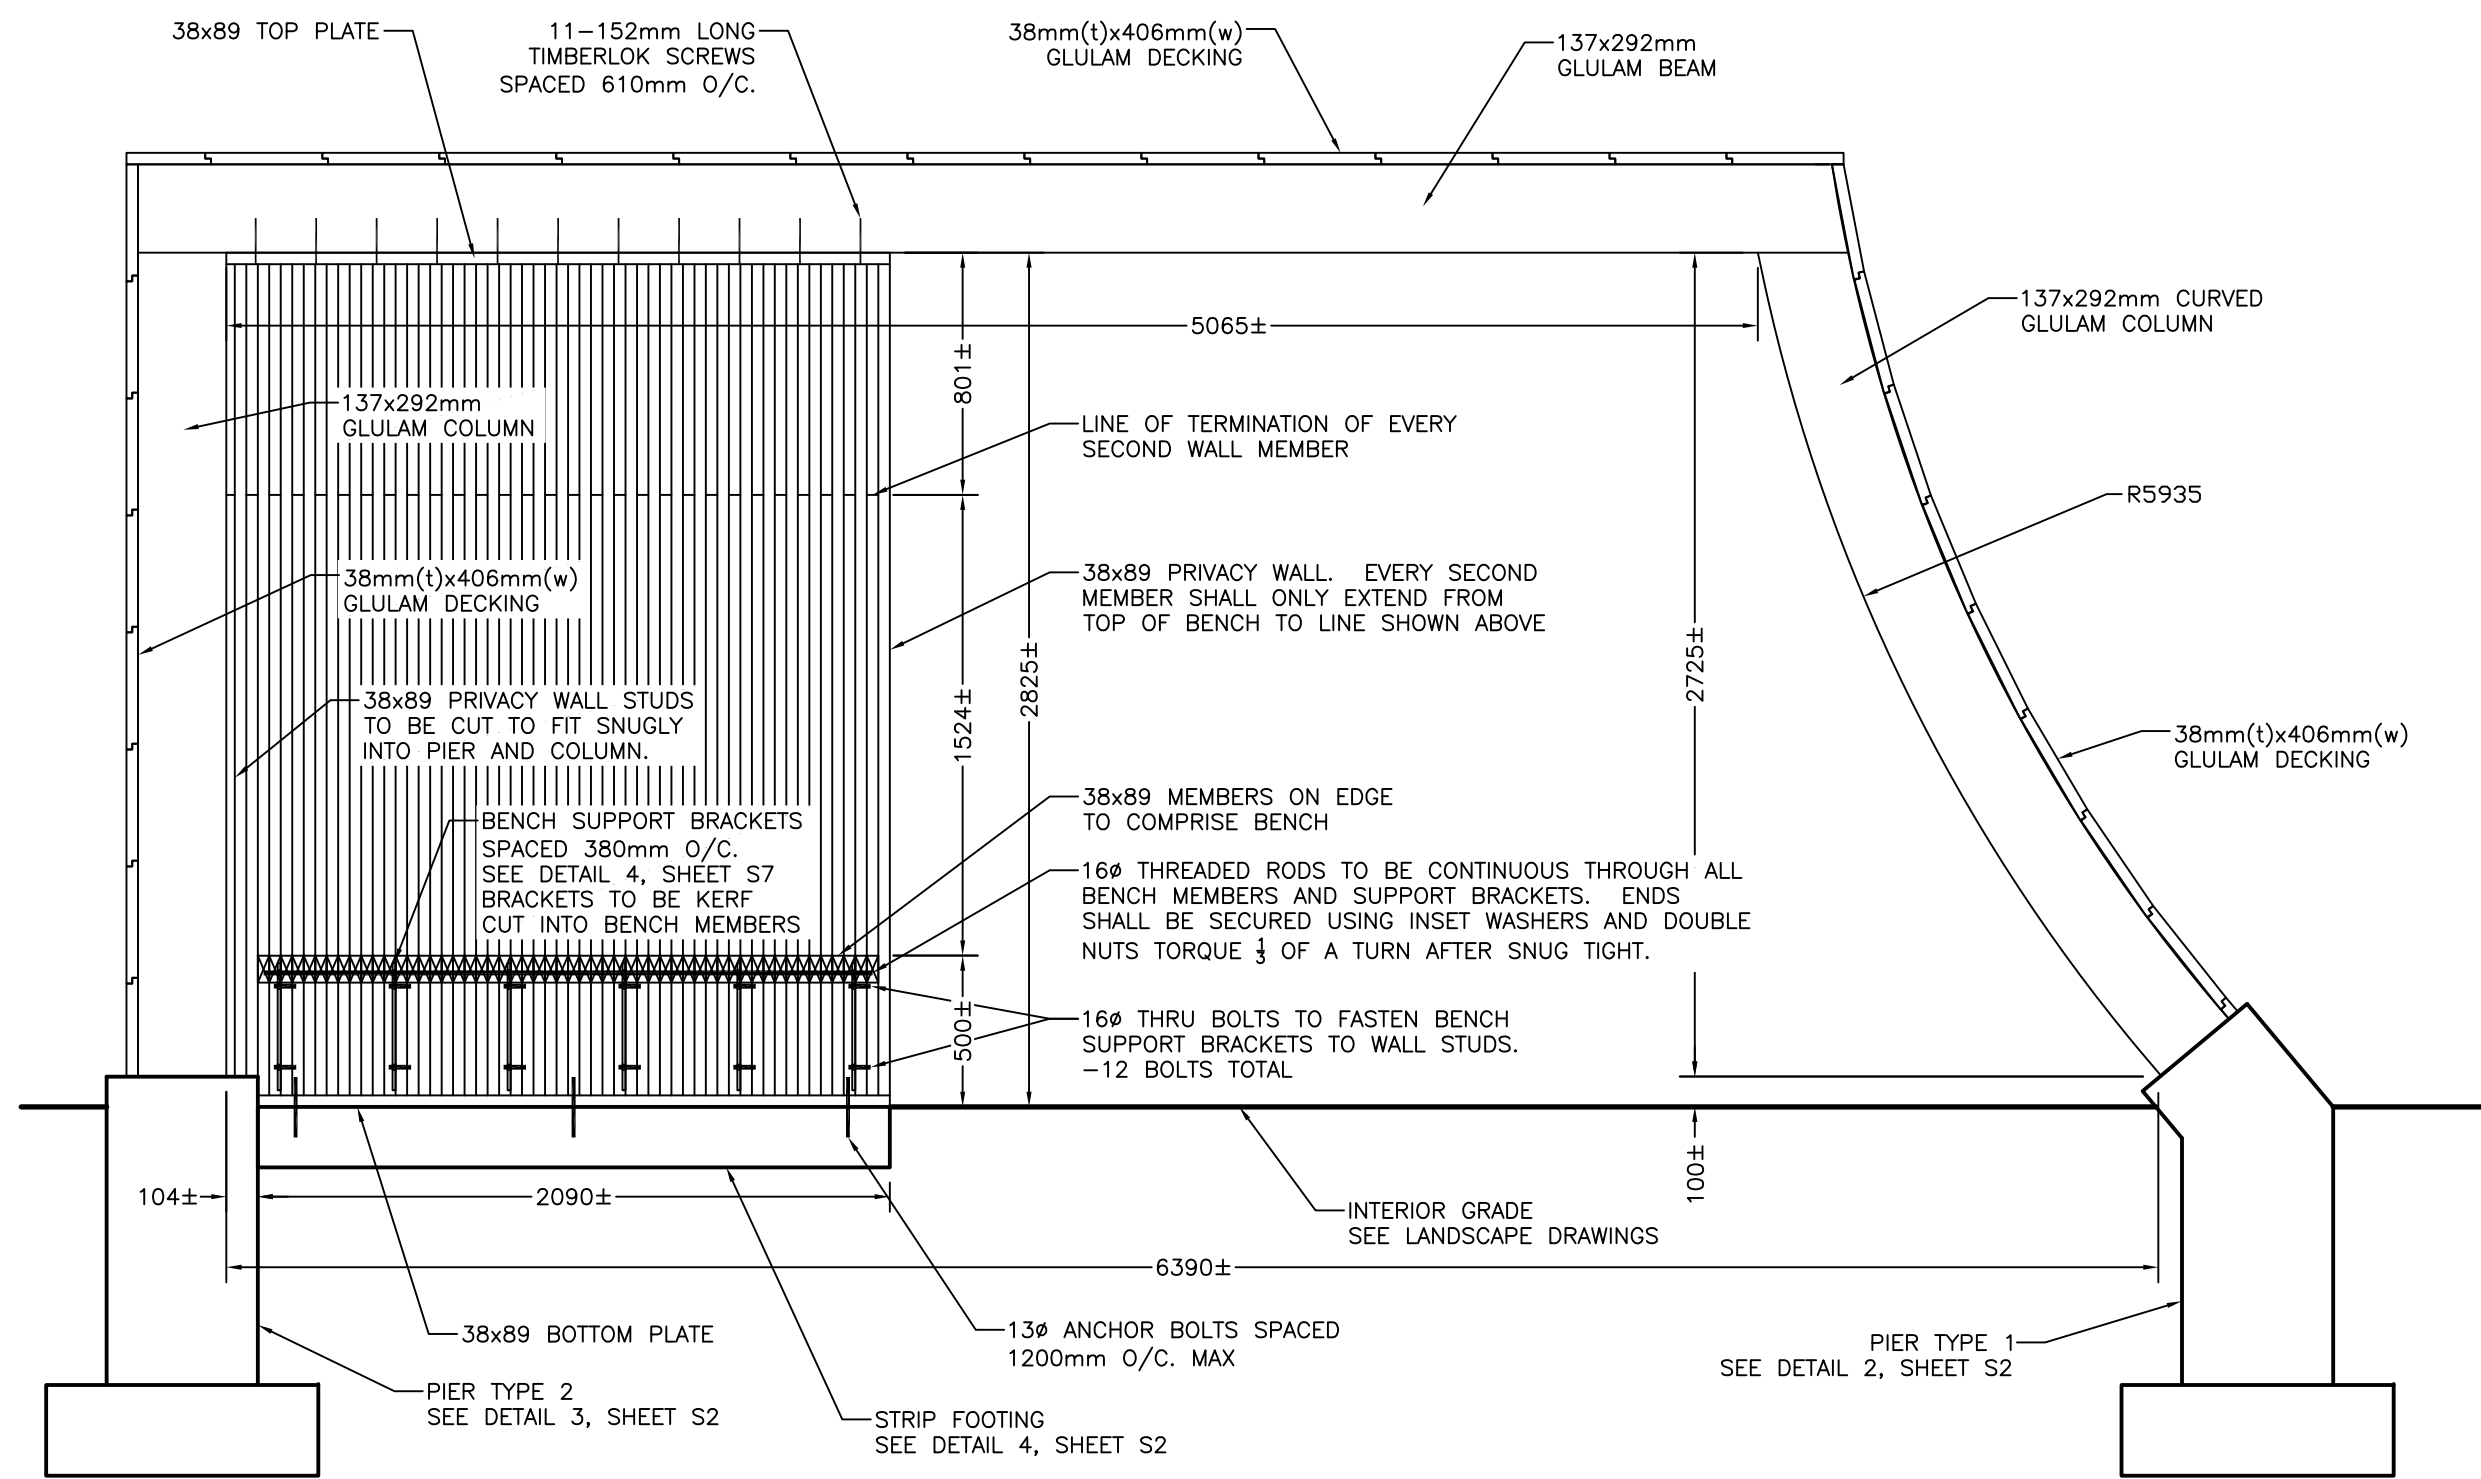 38x89 TOP PLATE
11-152mm LONG
TIMBERLOK SCREWS
SPACED 610mm O/C.
38mm(t)x406mm(w)
GLULAM DECKING
137x292mm
GLULAM BEAM
137x292mm CURVED
GLULAM COLUMN
5065±
801±
137x292mm
GLULAM COLUMN
LINE OF TERMINATION OF EVERY
SECOND WALL MEMBER
R5935
38mm(t)x406mm(w)
GLULAM DECKING
38x89 PRIVACY WALL. EVERY SECOND
MEMBER SHALL ONLY EXTEND FROM
TOP OF BENCH TO LINE SHOWN ABOVE
2825±
2725±
1524±
38x89 PRIVACY WALL STUDS
TO BE CUT TO FIT SNUGLY
INTO PIER AND COLUMN.
38mm(t)x406mm(w)
GLULAM DECKING
38x89 MEMBERS ON EDGE
TO COMPRISE BENCH
BENCH SUPPORT BRACKETS
SPACED 380mm O/C.
SEE DETAIL 4, SHEET S7
BRACKETS TO BE KERF
CUT INTO BENCH MEMBERS
16ø THREADED RODS TO BE CONTINUOUS THROUGH ALL
BENCH MEMBERS AND SUPPORT BRACKETS. ENDS
SHALL BE SECURED USING INSET WASHERS AND DOUBLE
NUTS TORQUE 1/3 OF A TURN AFTER SNUG TIGHT.
500±
16ø THRU BOLTS TO FASTEN BENCH
SUPPORT BRACKETS TO WALL STUDS.
-12 BOLTS TOTAL
100±
104±
2090±
INTERIOR GRADE
SEE LANDSCAPE DRAWINGS
6390±
38x89 BOTTOM PLATE
13ø ANCHOR BOLTS SPACED
1200mm O/C. MAX
PIER TYPE 1
SEE DETAIL 2, SHEET S2
PIER TYPE 2
SEE DETAIL 3, SHEET S2
STRIP FOOTING
SEE DETAIL 4, SHEET S2